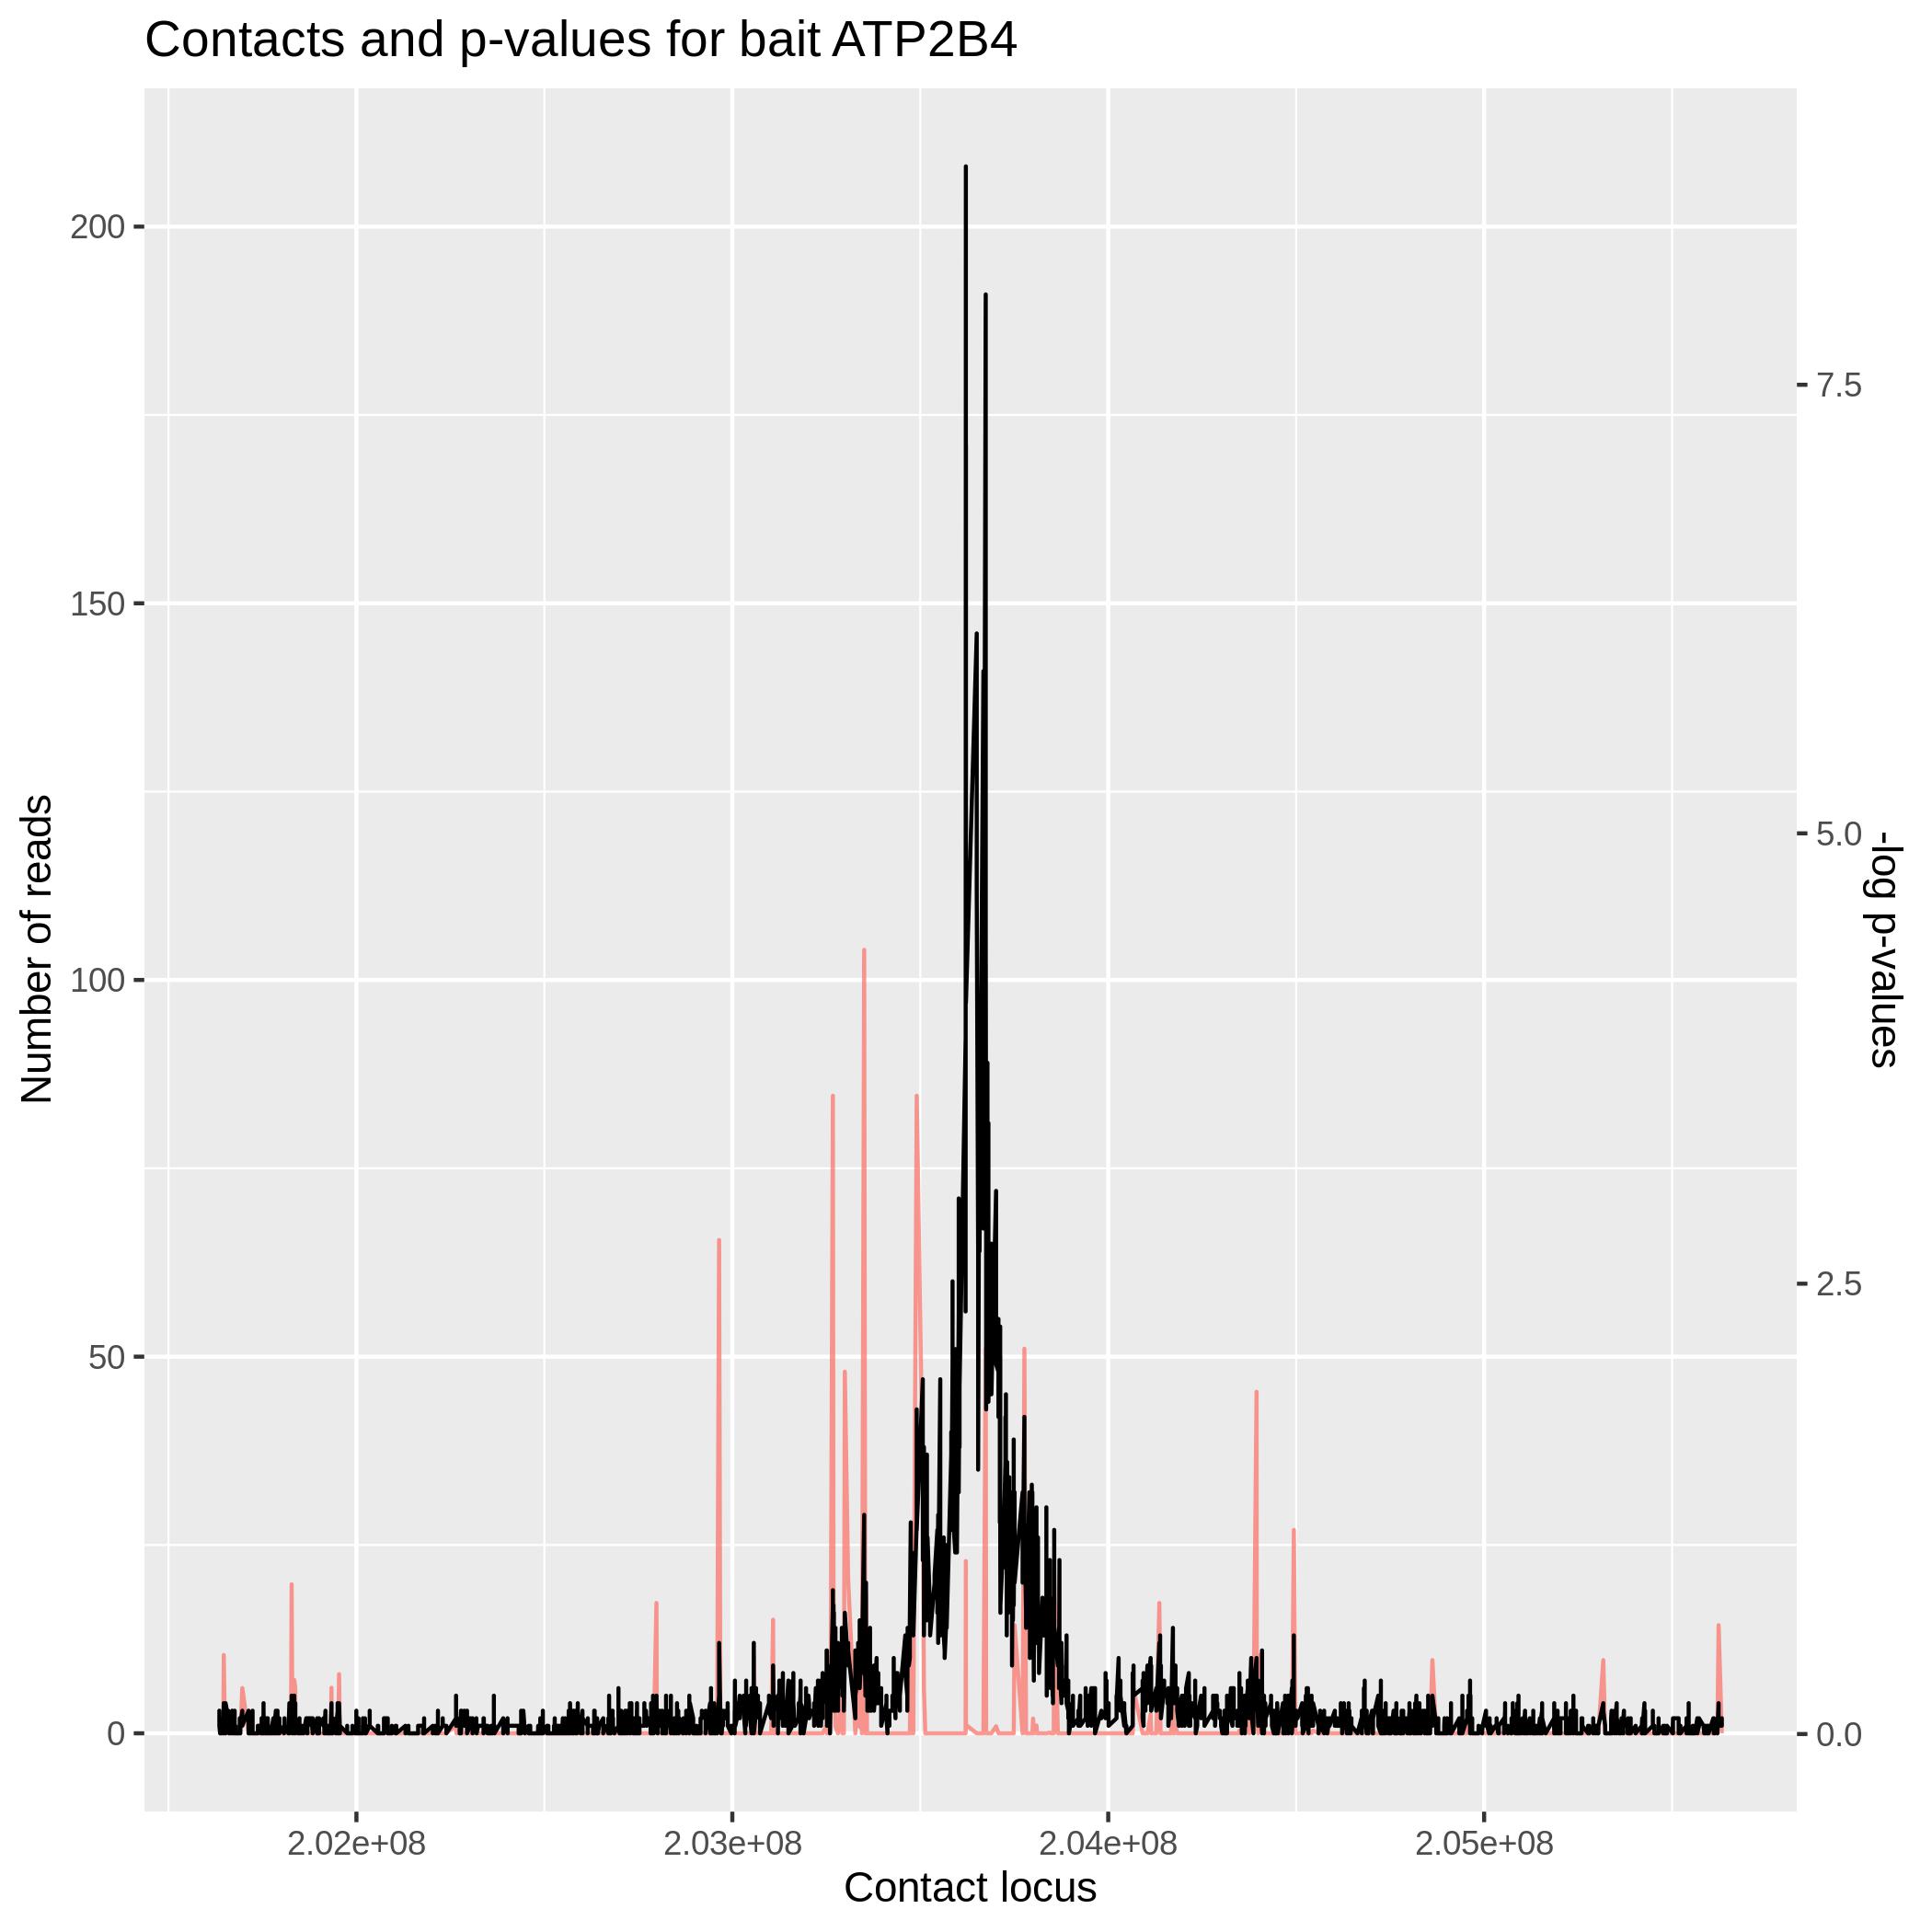 Contacts and p-values for bait ATP2B4
200
150
100
50
0
Number of reads
7.5
5.0
2.5
0.0
-log p-values
2.02e+08
2.03e+08
2.04e+08
2.05e+08
Contact locus